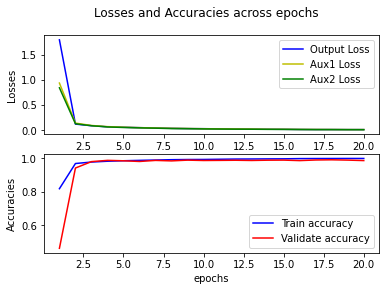 Losses and Accuracies across epochs
Losses
1.5
1.0
0.5
0.0
Output Loss
Aux1 Loss
Aux2 Loss
2.5 5.0 7.5 10.0 12.5 15.0 17.5 20.0
Accuracies
1.0
0.8
0.6
Train accuracy
Validate accuracy
2.5 5.0 7.5 10.0 12.5 15.0 17.5 20.0
epochs